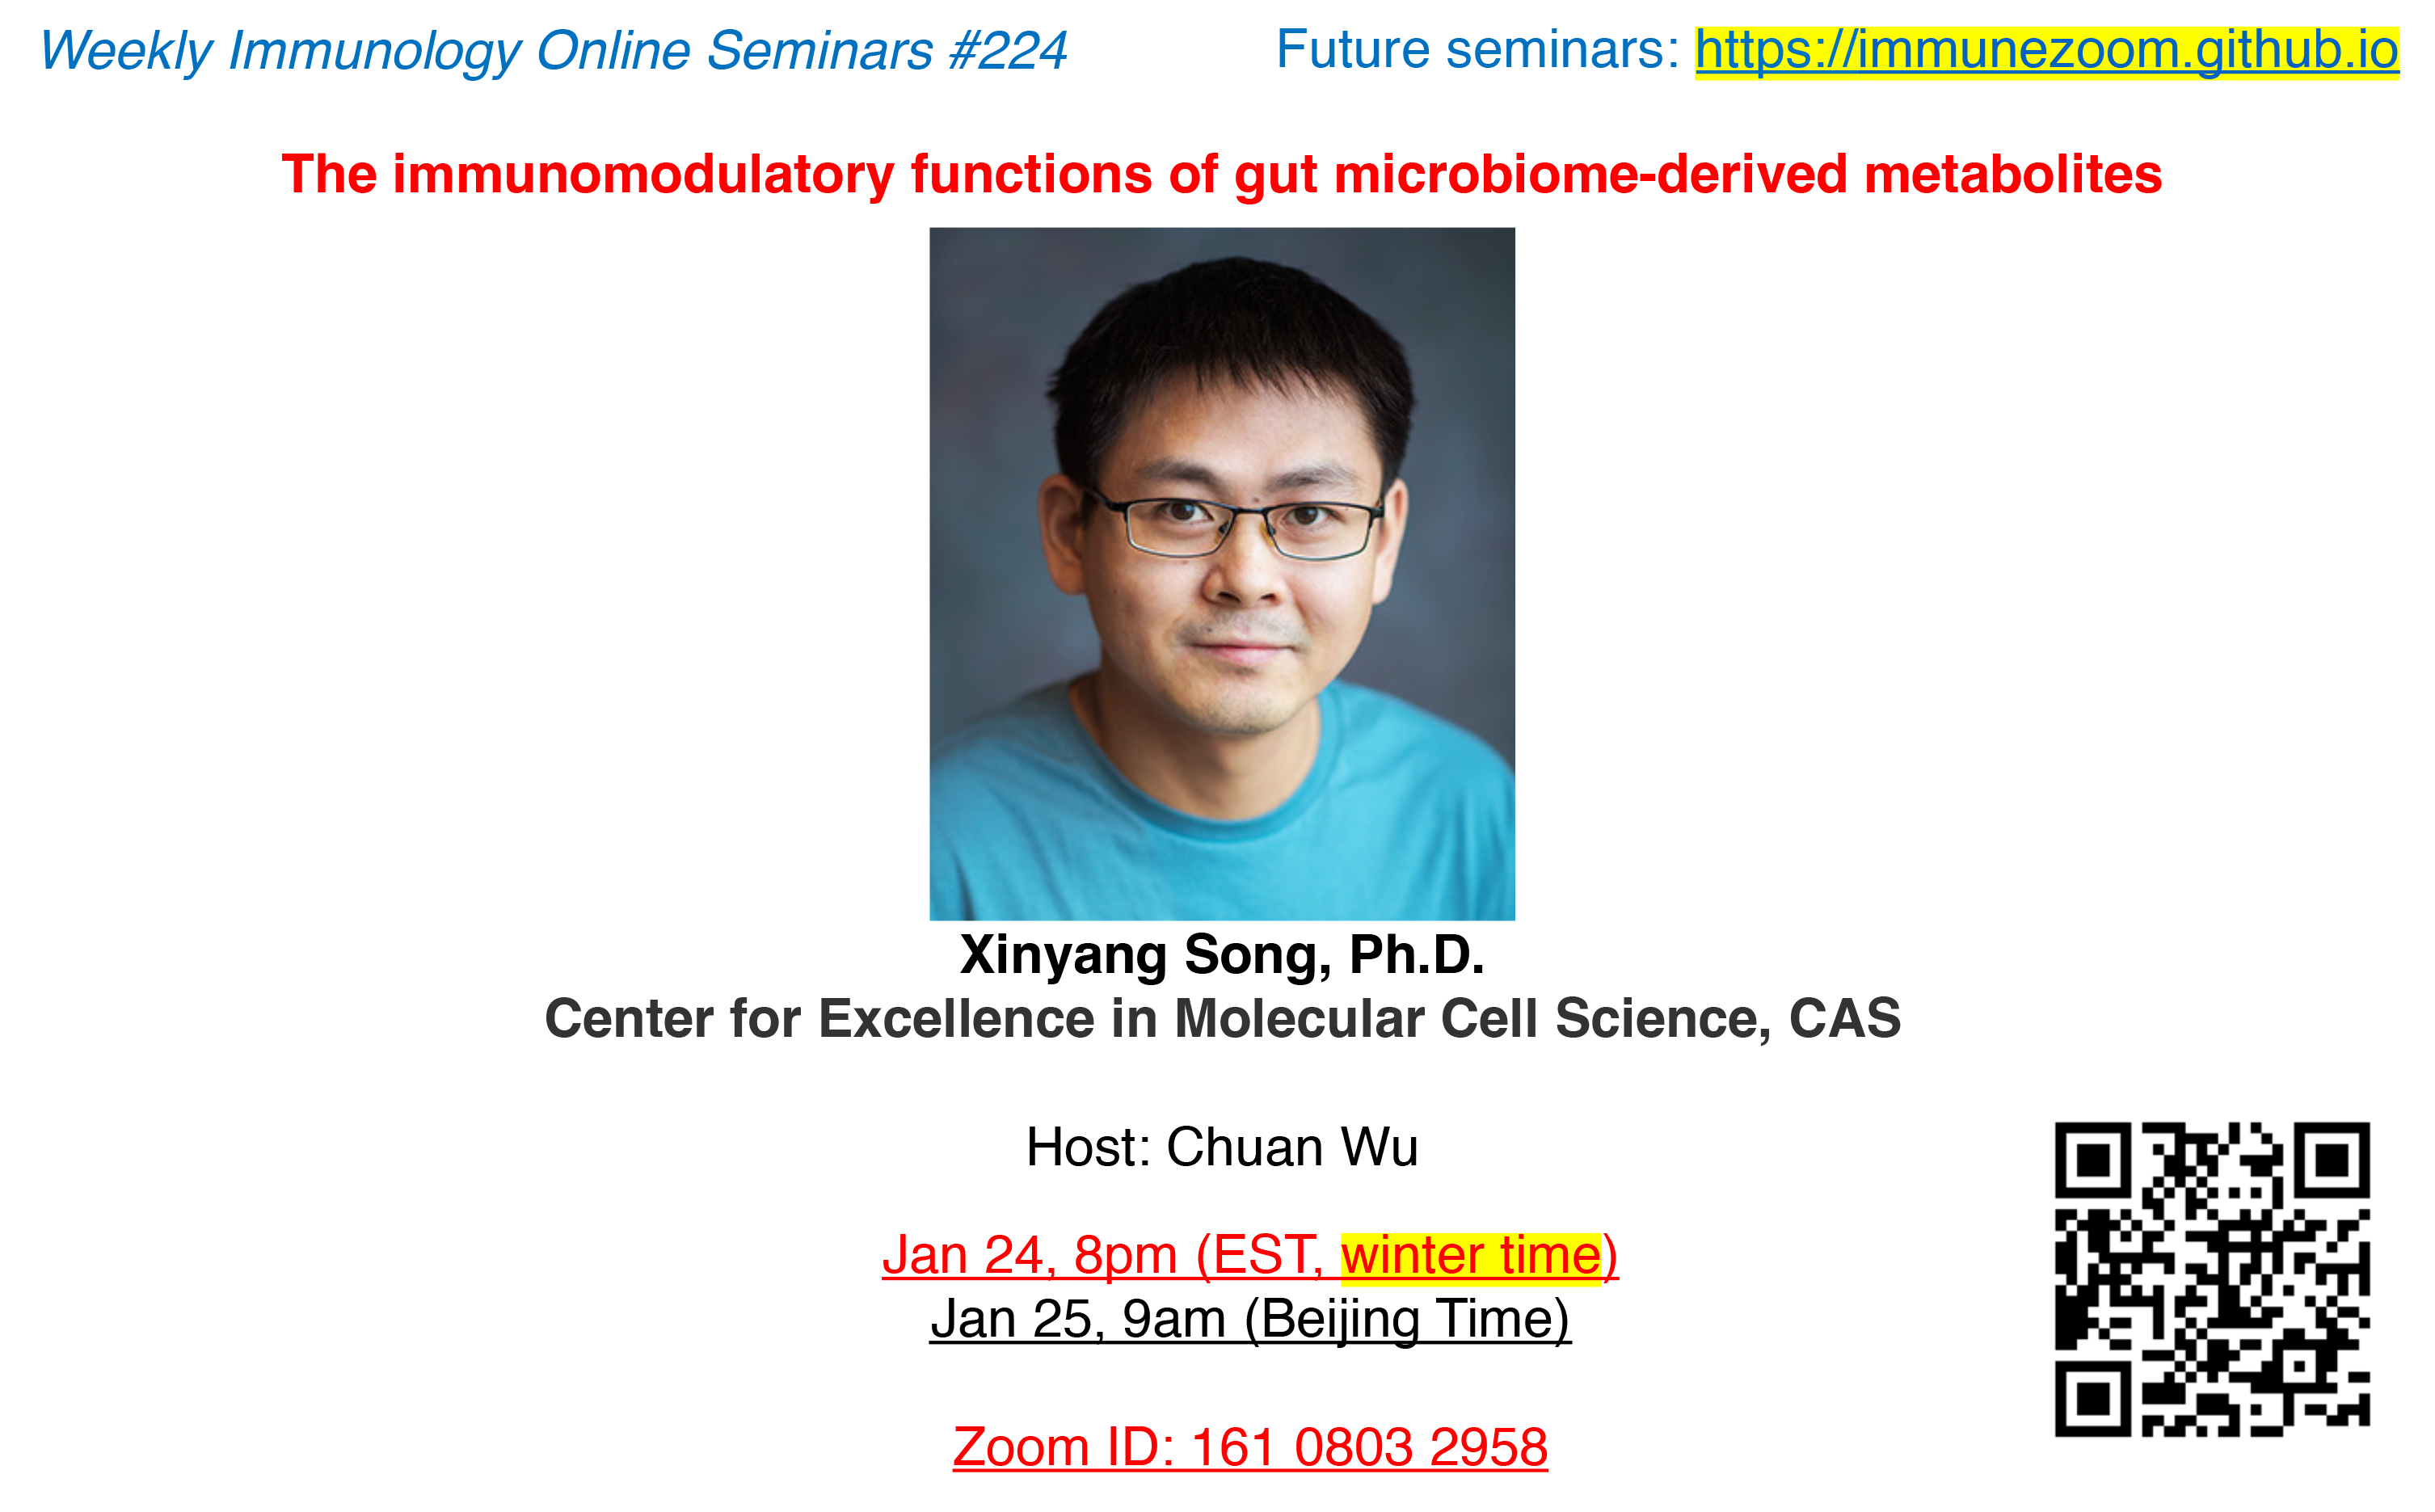 Weekly Immunology Online Seminars #224
Future seminars: https://immunezoom.github.io
The immunomodulatory functions of gut microbiome-derived metabolites
Xinyang Song, Ph.D.
Center for Excellence in Molecular Cell Science, CAS
Host: Chuan Wu
Jan 24, 8pm (EST, winter time)
Jan 25, 9am (Beijing Time)
Zoom ID: 161 0803 2958